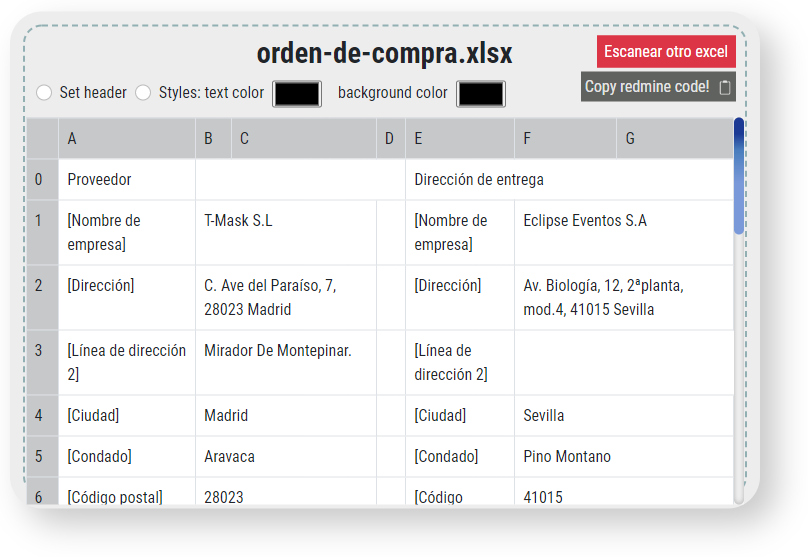 orden-de-compra.xlsx
Escanear otro excel
Set header Styles: text color background color
Copy redmine code!
A B C D E F G
0 Proveedor Dirección de entrega
1 [Nombre de empresa] T-Mask S.L [Nombre de empresa] Eclipse Eventos S.A
2 [Dirección] C. Ave del Paraíso, 7, 28023 Madrid [Dirección] Av. Biología, 12, 2ªplanta, mod.4, 41015 Sevilla
3 [Línea de dirección 2] Mirador De Montepinar. [Línea de dirección 2]
4 [Ciudad] Madrid [Ciudad] Sevilla
5 [Condado] Aravaca [Condado] Pino Montano
6 [Código postal] 28023 [Código 41015